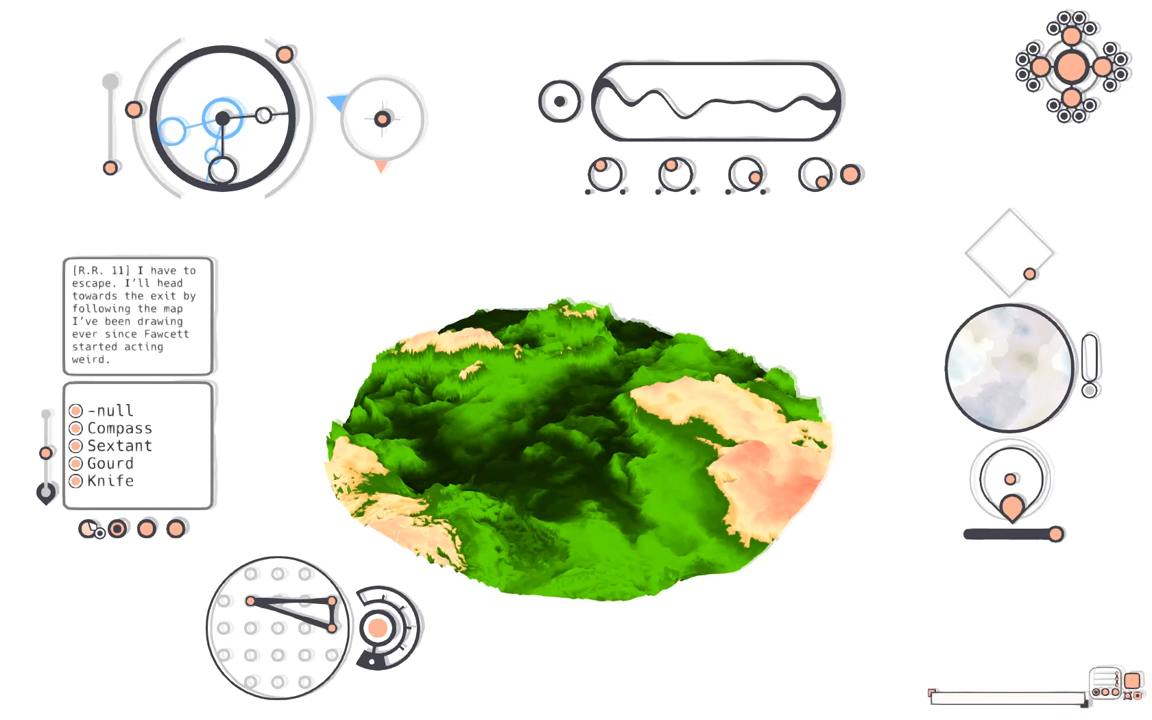 [R.R. 11] I have to
escape. I'll head
towards the exit by
following the map
I've been drawing
ever since Fawcett
started acting
weird.
-null
Compass
Sextant
Gourd
Knife